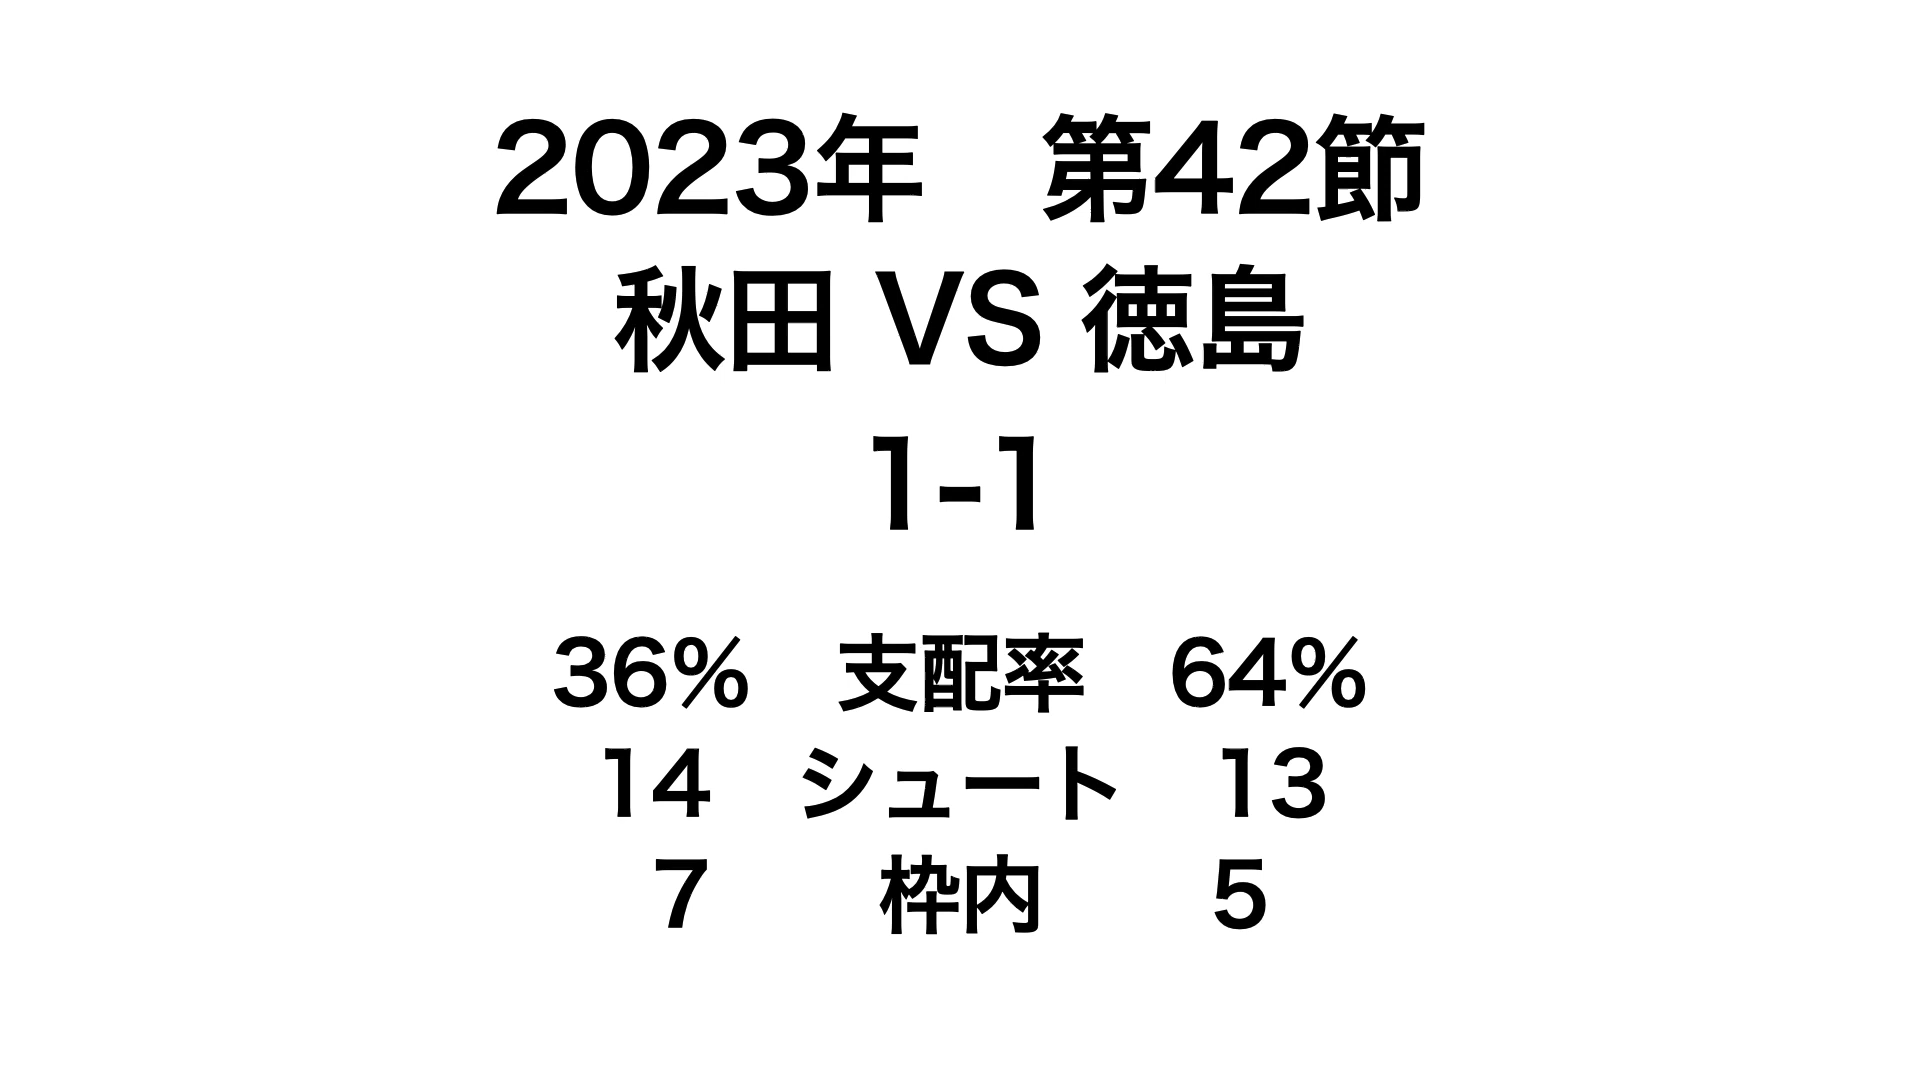 2023年　第42節
秋田 VS 徳島
1-1
36%　支配率　64%
14　シュート　13
7　　枠内　　5